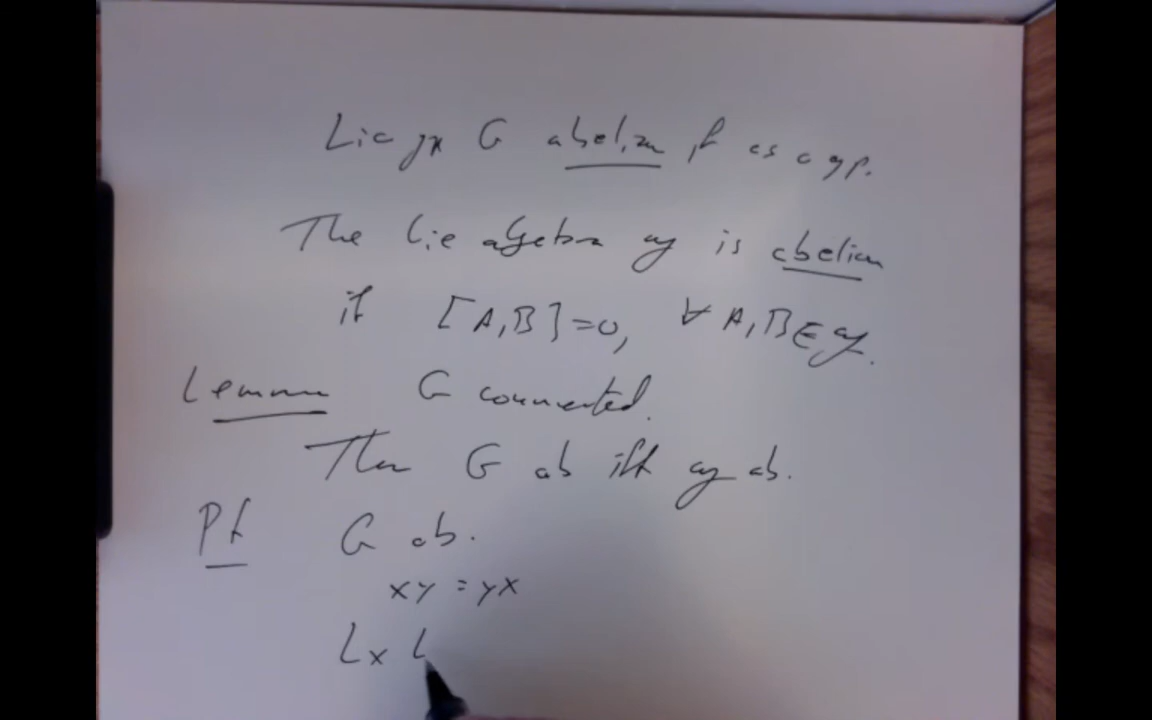 Lie gp G abelian if as a gp.
The Lie algebra 𝔤 is abelian
if [A,B]=0, ∀ A,B∈𝔤.
Lemma G connected.
Then G ab iff 𝔤 ab.
Pf G ab.
xy = yx
Lx L